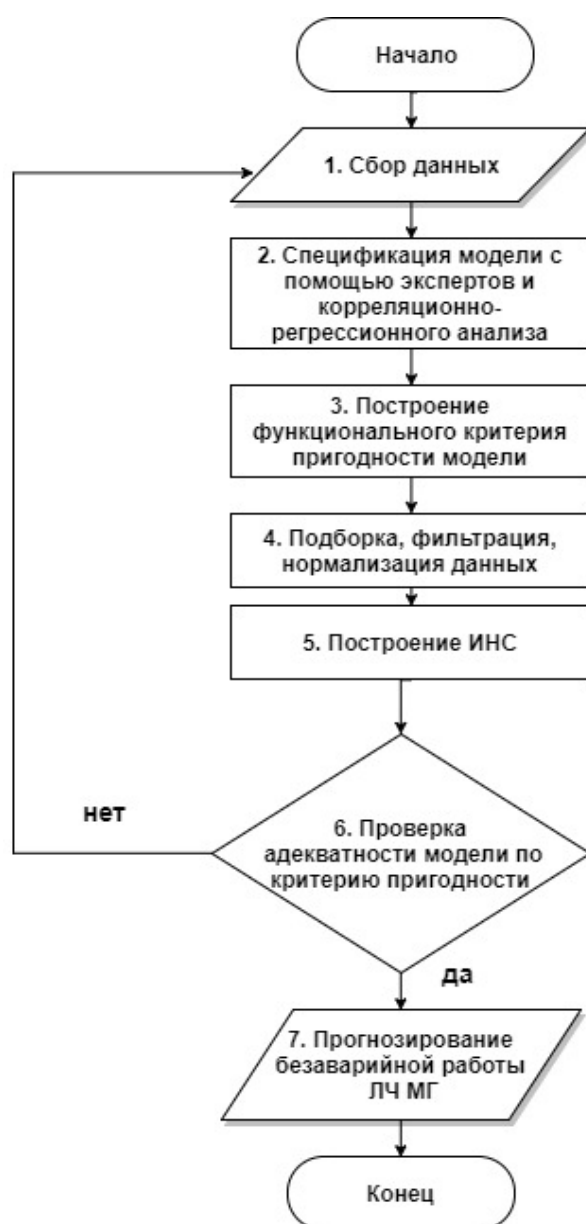 Начало
1. Сбор данных
2. Спецификация модели с
помощью экспертов и
корреляционно-
регрессионного анализа
3. Построение
функционального критерия
пригодности модели
4. Подборка, фильтрация,
нормализация данных
5. Построение ИНС
нет
6. Проверка
адекватности модели по
критерию пригодности
да
7. Прогнозирование
безаварийной работы
ЛЧ МГ
Конец